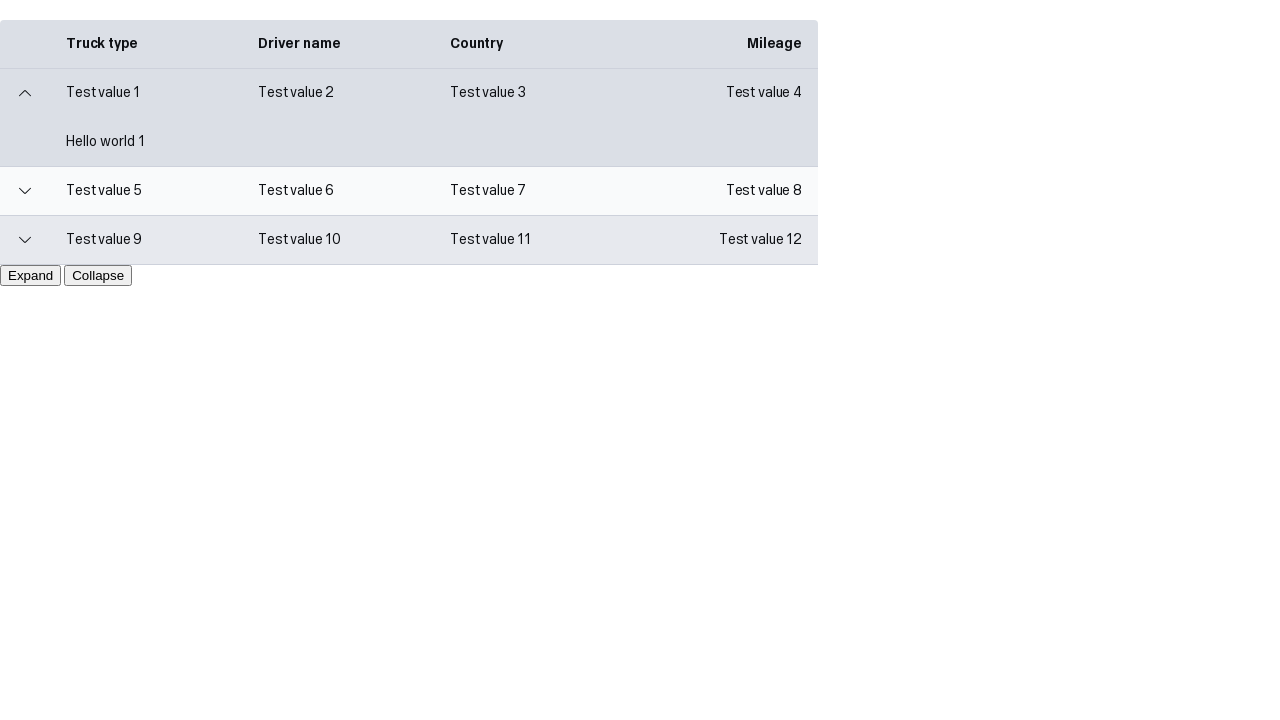 Truck type Driver name Country Mileage
Test value 1 Test value 2 Test value 3 Test value 4
Hello world 1
Test value 5 Test value 6 Test value 7 Test value 8
Test value 9 Test value 10 Test value 11 Test value 12
Expand Collapse